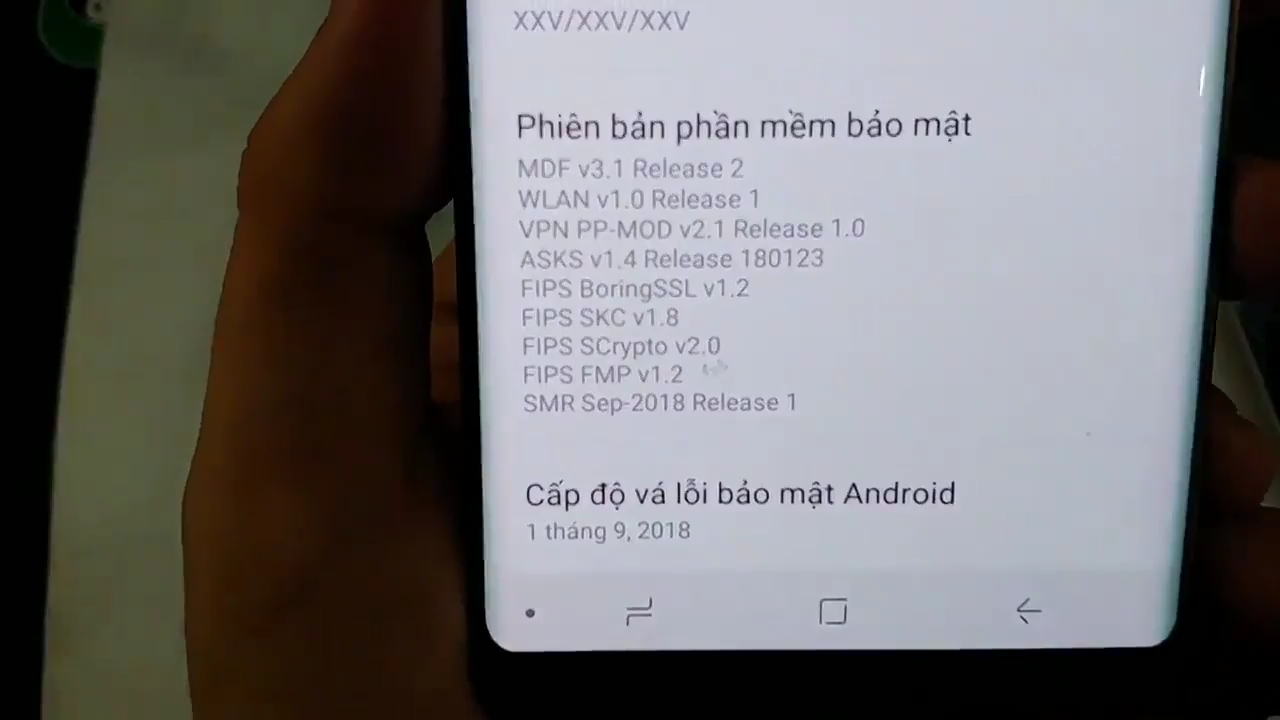 XXV/XXV/XXV
Phiên bản phần mềm bảo mật
MDF v3.1 Release 2
WLAN v1.0 Release 1
VPN PP-MOD v2.1 Release 1.0
ASKS v1.4 Release 180123
FIPS BoringSSL v1.2
FIPS SKC v1.8
FIPS SCrypto v2.0
FIPS FMP v1.2
SMR Sep-2018 Release 1
Cấp độ vá lỗi bảo mật Android
1 tháng 9, 2018